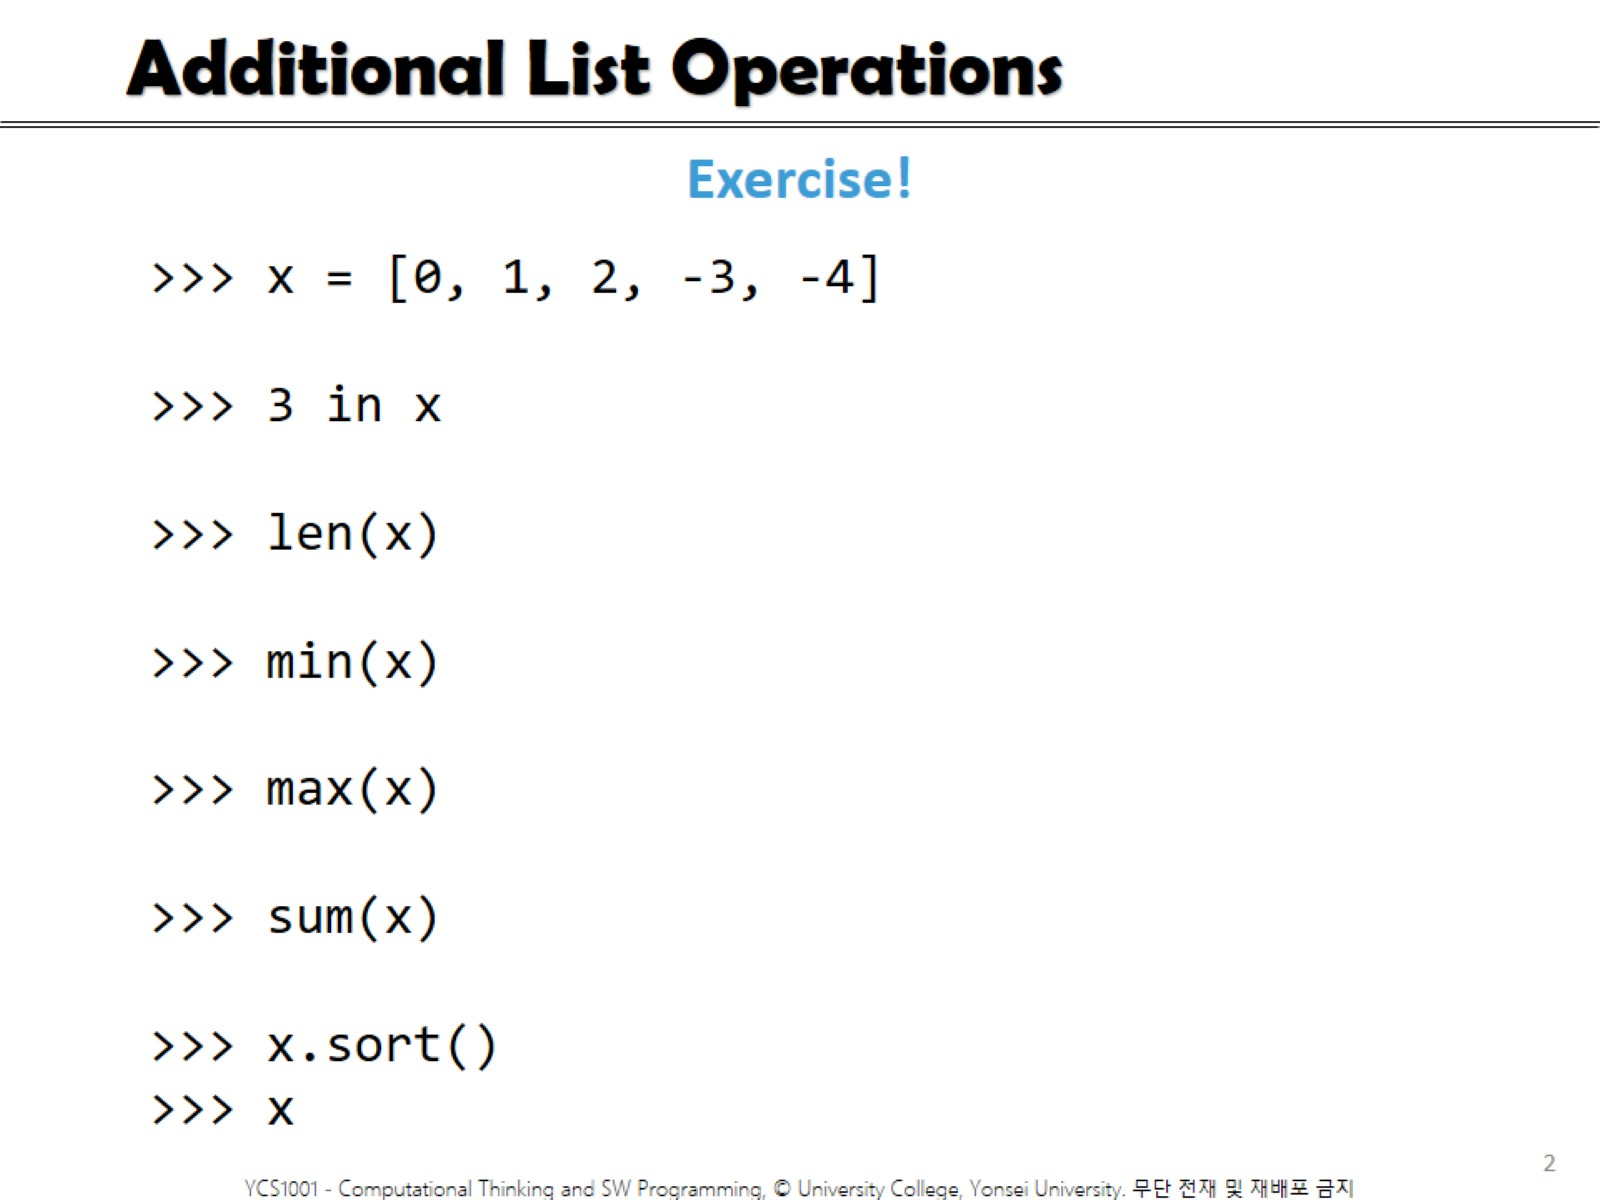 Additional List Operations
Exercise!
>>> x = [0, 1, 2, -3, -4]
>>> 3 in x
>>> len(x)
>>> min(x)
>>> max(x)
>>> sum(x)
>>> x.sort()
>>> x
2
YCS1001 - Computational Thinking and SW Programming, © University College, Yonsei University. 무단 전재 및 재배포 금지